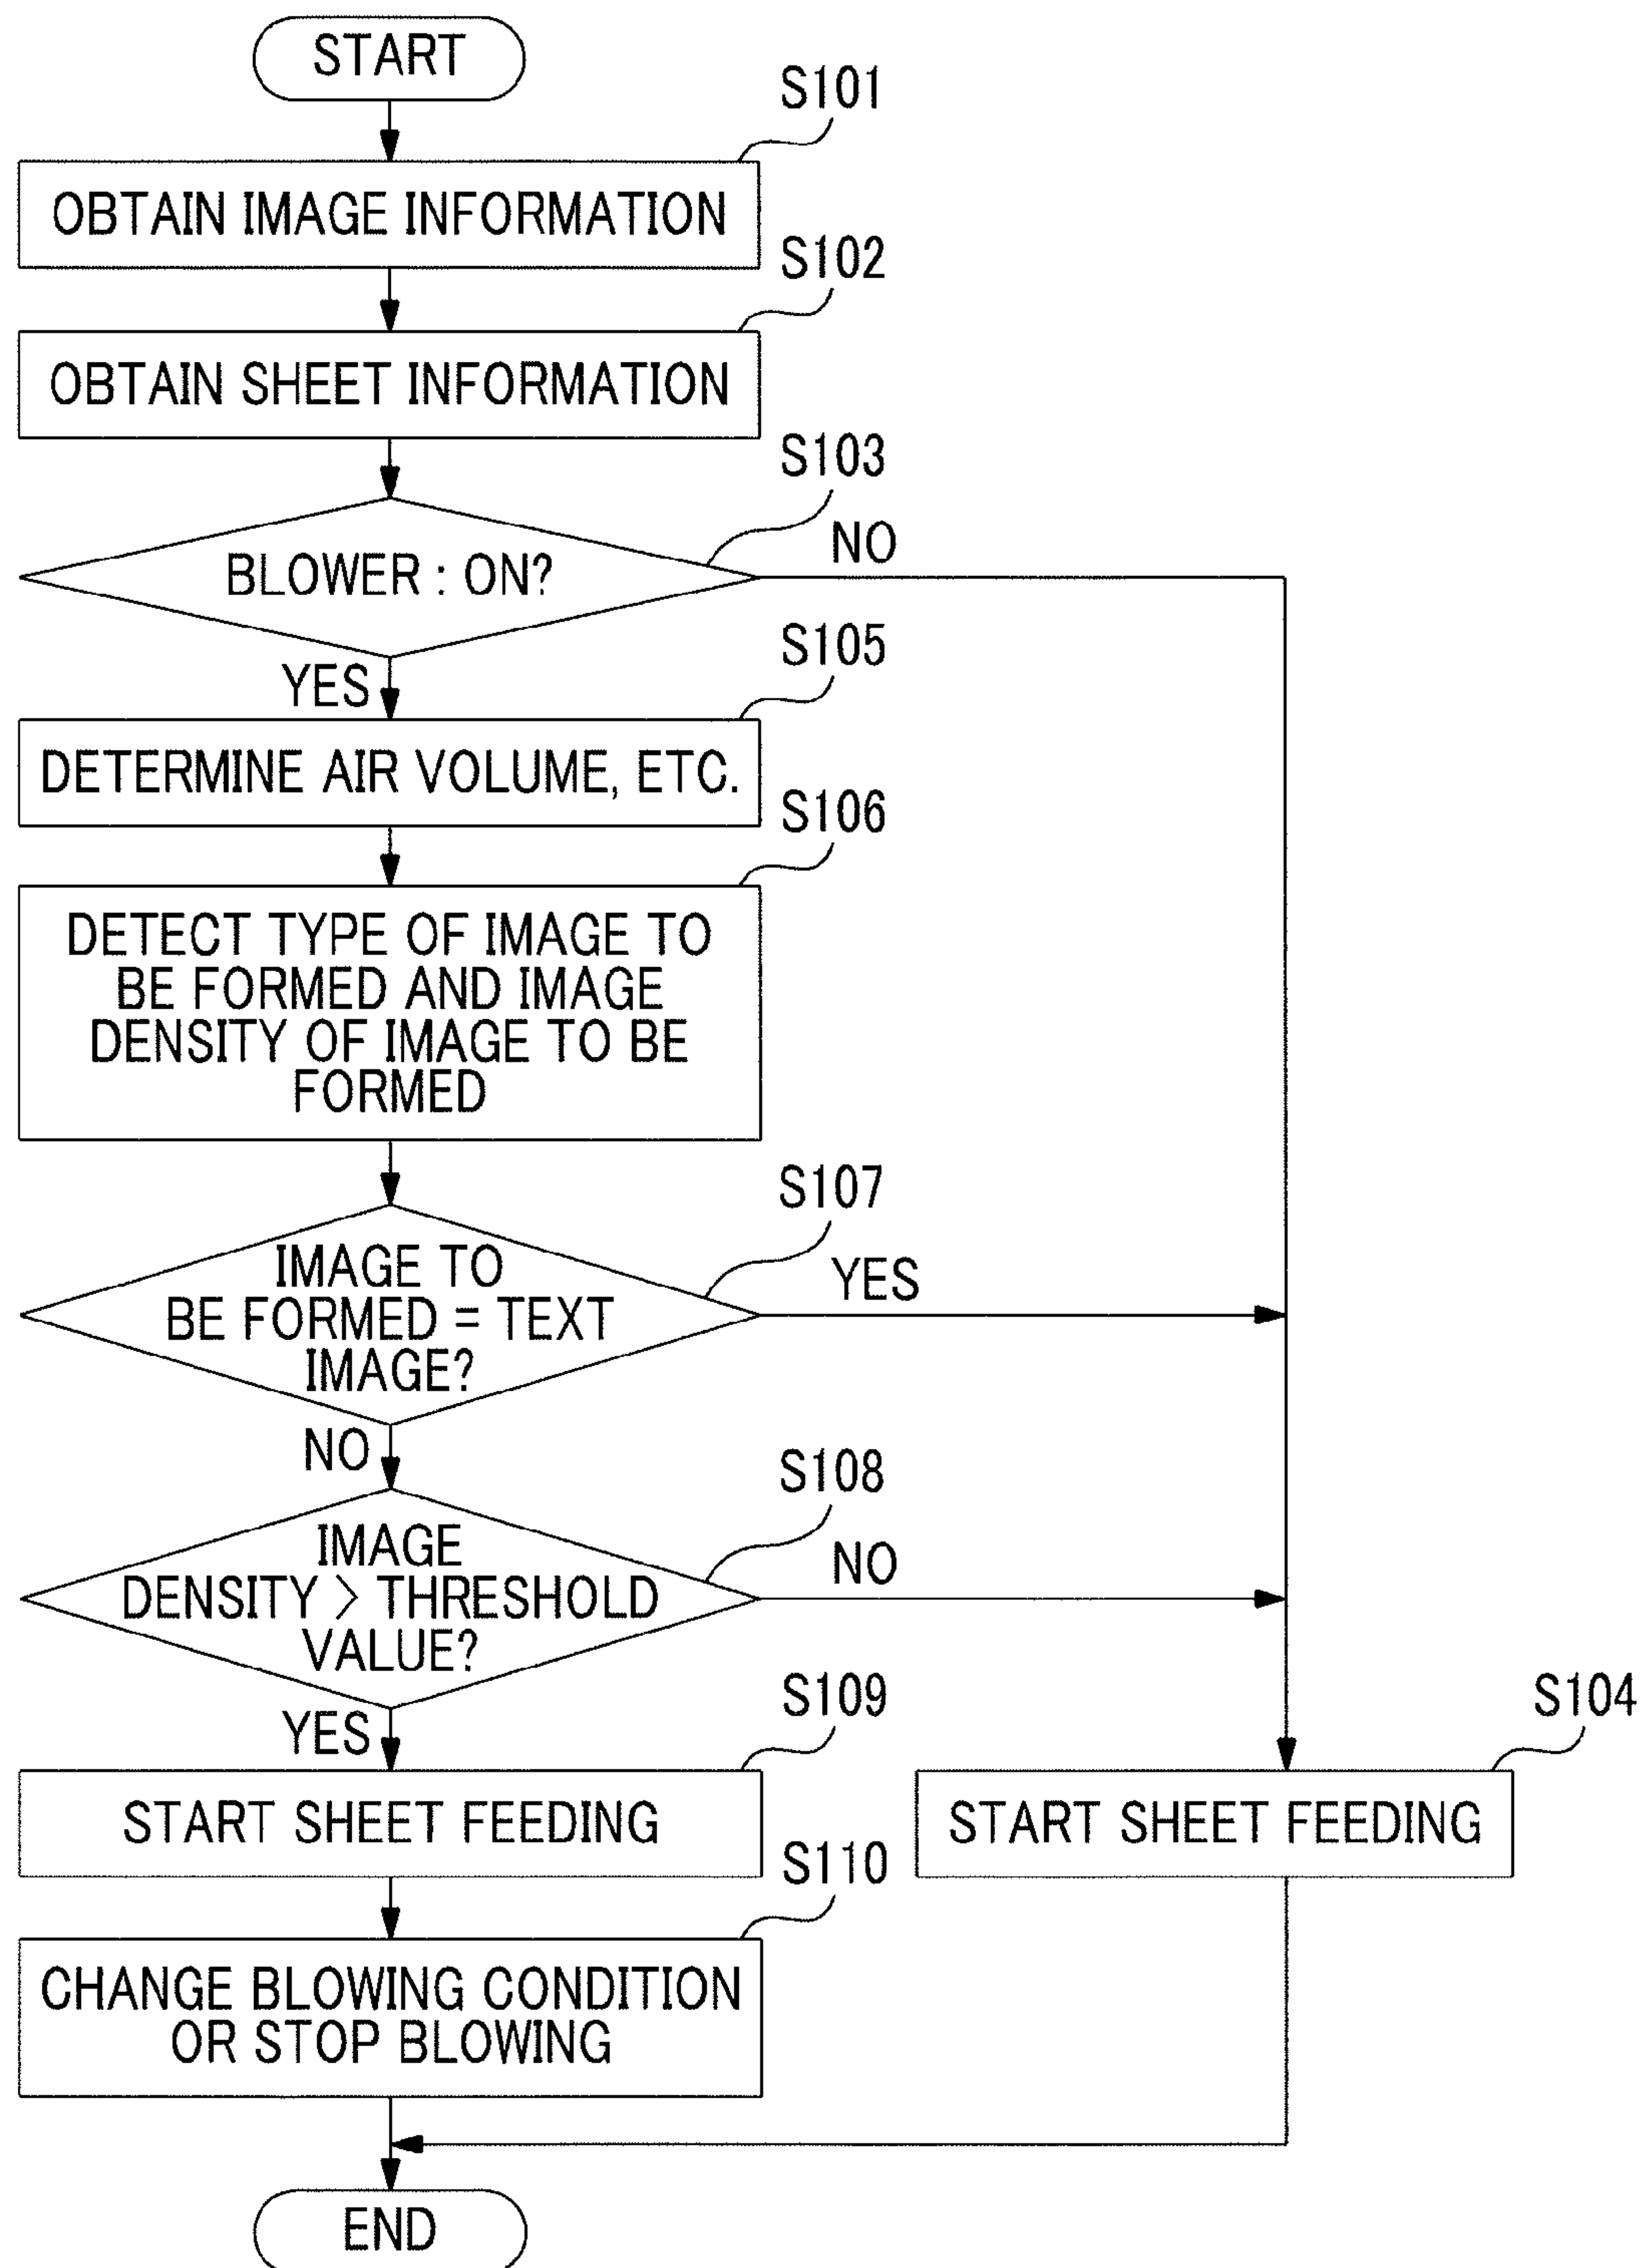 START
S101
OBTAIN IMAGE INFORMATION
S102
OBTAIN SHEET INFORMATION
S103
BLOWER : ON?
NO
YES
S105
DETERMINE AIR VOLUME, ETC.
S106
DETECT TYPE OF IMAGE TO
BE FORMED AND IMAGE
DENSITY OF IMAGE TO BE
FORMED
S107
IMAGE TO
BE FORMED = TEXT
IMAGE?
YES
NO
S108
IMAGE
DENSITY > THRESHOLD
VALUE?
NO
YES
S109
START SHEET FEEDING
S104
START SHEET FEEDING
S110
CHANGE BLOWING CONDITION
OR STOP BLOWING
END